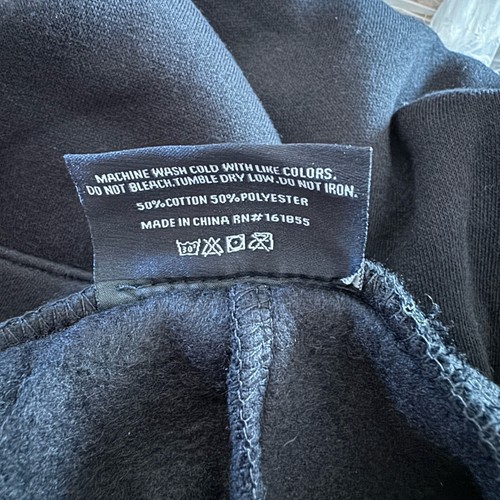 MACHINE WASH COLD WITH LIKE COLORS.
DO NOT BLEACH.TUMBLE DRY LOW.DO NOT IRON.
50%COTTON 50%POLYESTER
MADE IN CHINA RN#161855
30°